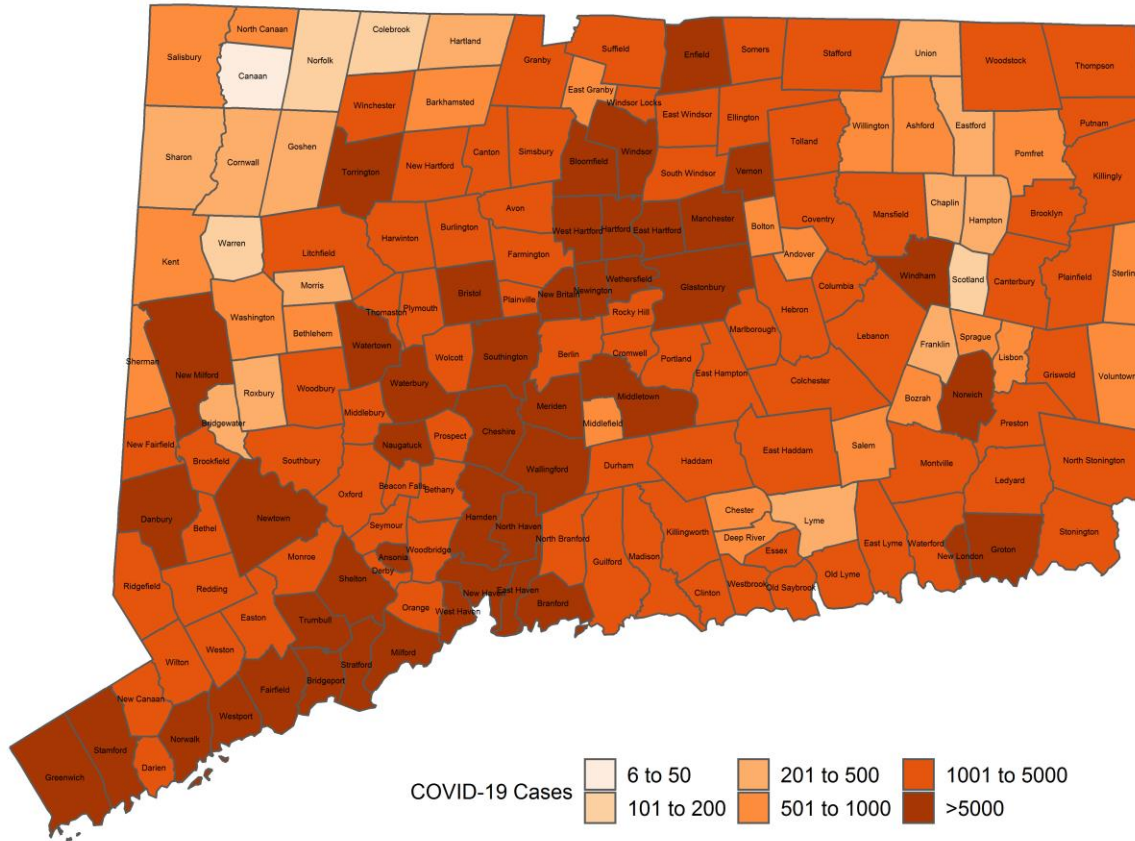 North Canaan
Colebrook
Hartland
Salisbury
Canaan
Norfolk
Granby
Suffield
Enfield
Somers
Stafford
Union
Woodstock
Thompson
East Granby
Windsor Locks
Winchester
Barkhamsted
East Windsor
Ellington
Willington
Ashford
Eastford
Putnam
Pomfret
Sharon
Cornwall
Goshen
Torrington
New Hartford
Canton
Simsbury
Bloomfield
Windsor
South Windsor
Vernon
Tolland
Killingly
Avon
Mansfield
Chaplin
Hampton
Brooklyn
Kent
Warren
Litchfield
Harwinton
Burlington
Farmington
West Hartford
Hartford
East Hartford
Manchester
Bolton
Coventry
Andover
Windham
Scotland
Canterbury
Plainfield
Sterlin
Morris
Washington
Bethlehem
Thomaston
Plymouth
Bristol
Plainville
New Britain
Newington
Wethersfield
Glastonbury
Rocky Hill
Hebron
Columbia
Marlborough
Lebanon
Franklin
Sprague
Lisbon
Griswold
Voluntown
Sherman
New Milford
Roxbury
Woodbury
Watertown
Wolcott
Southington
Berlin
Cromwell
Portland
East Hampton
Colchester
Bozrah
Norwich
Preston
Bridgewater
Waterbury
Middlebury
Meriden
Middletown
Middlefield
New Fairfield
Brookfield
Southbury
Naugatuck
Prospect
Cheshire
Wallingford
Durham
Haddam
East Haddam
Salem
Montville
North Stonington
Ledyard
Danbury
Bethel
Newtown
Oxford
Beacon Falls
Bethany
Hamden
North Haven
North Branford
Guilford
Madison
Killingworth
Chester
Deep River
Lyme
Essex
East Lyme
Waterford
New London
Groton
Stonington
Seymour
Woodbridge
Ansonia
Derby
Monroe
Ridgefield
Redding
Shelton
Orange
West Haven
New Haven
East Haven
Branford
Clinton
Westbrook
Old Saybrook
Old Lyme
Easton
Trumbull
Weston
Wilton
Milford
Stratford
Bridgeport
Fairfield
New Canaan
Westport
Norwalk
Stamford
Darien
Greenwich
COVID-19 Cases
6 to 50
201 to 500
1001 to 5000
101 to 200
501 to 1000
>5000